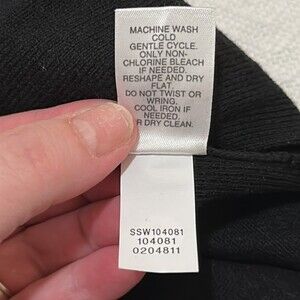 MACHINE WASH
COLD
GENTLE CYCLE.
ONLY NON-
CHLORINE BLEACH
IF NEEDED.
RESHAPE AND DRY
FLAT.
DO NOT TWIST OR
WRING.
COOL IRON IF
NEEDED.
R DRY CLEAN.
SSW104081
104081
0204811